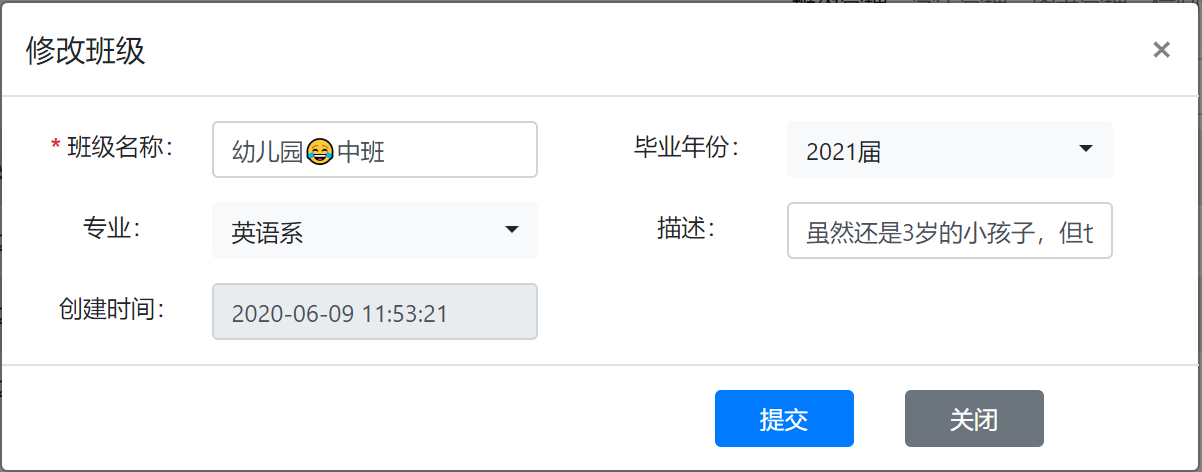 修改班级 ×
* 班级名称： 幼儿园😂中班 毕业年份： 2021届
专业： 英语系 描述： 虽然还是3岁的小孩子，但
创建时间： 2020-06-09 11:53:21
提交 关闭